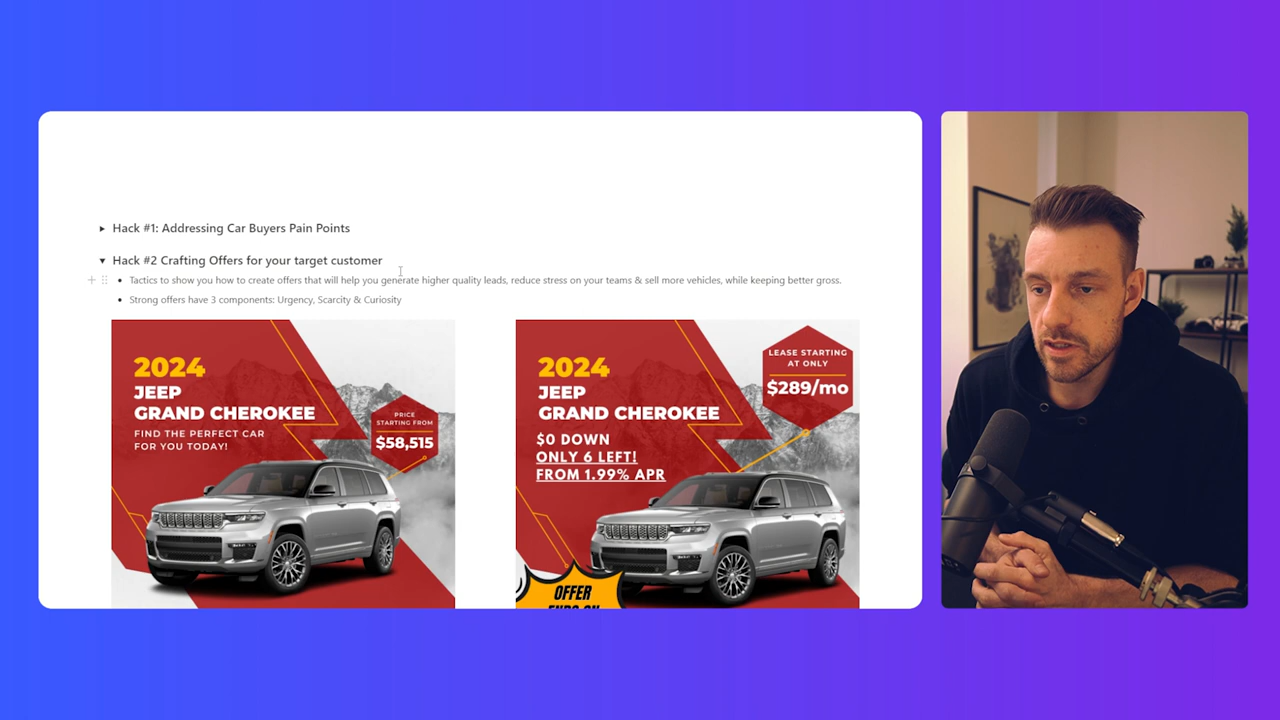 Hack #1: Addressing Car Buyers Pain Points
Hack #2 Crafting Offers for your target customer
Tactics to show you how to create offers that will help you generate higher quality leads, reduce stress on your teams & sell more vehicles, while keeping better gross.
Strong offers have 3 components: Urgency, Scarcity & Curiosity
2024
JEEP
GRAND CHEROKEE
FIND THE PERFECT CAR
FOR YOU TODAY!
PRICE
STARTING FROM
$58,515
2024
JEEP
GRAND CHEROKEE
$0 DOWN
ONLY 6 LEFT!
FROM 1.99% APR
LEASE STARTING
AT ONLY
$289/mo
OFFER
ENDS ON